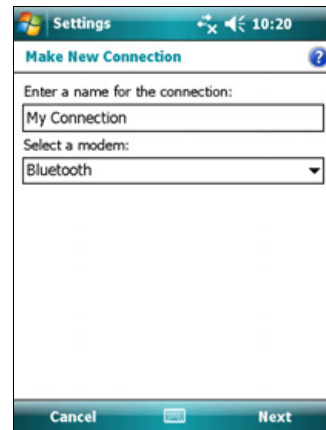 Settings 10:20
Make New Connection ?
Enter a name for the connection:
My Connection
Select a modem:
Bluetooth
Cancel Next